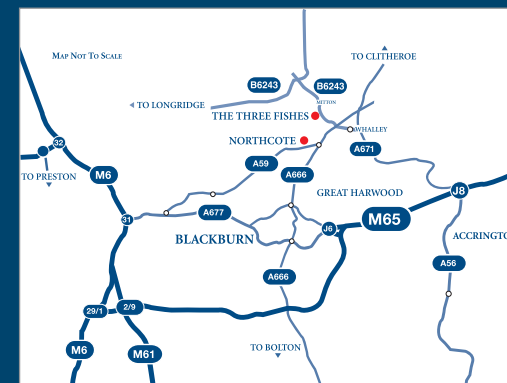 MAP NOT TO SCALE
TO CLITHEROE
B6243
B6243
MITTON
TO LONGRIDGE
THE THREE FISHES
WHALLEY
32
NORTHCOTE
A671
A59
M6
A666
TO PRESTON
GREAT HARWOOD
J8
A677
M65
31
J6
BLACKBURN
ACCRINGTO
A56
A666
29/1
2/9
M6
M61
TO BOLTON